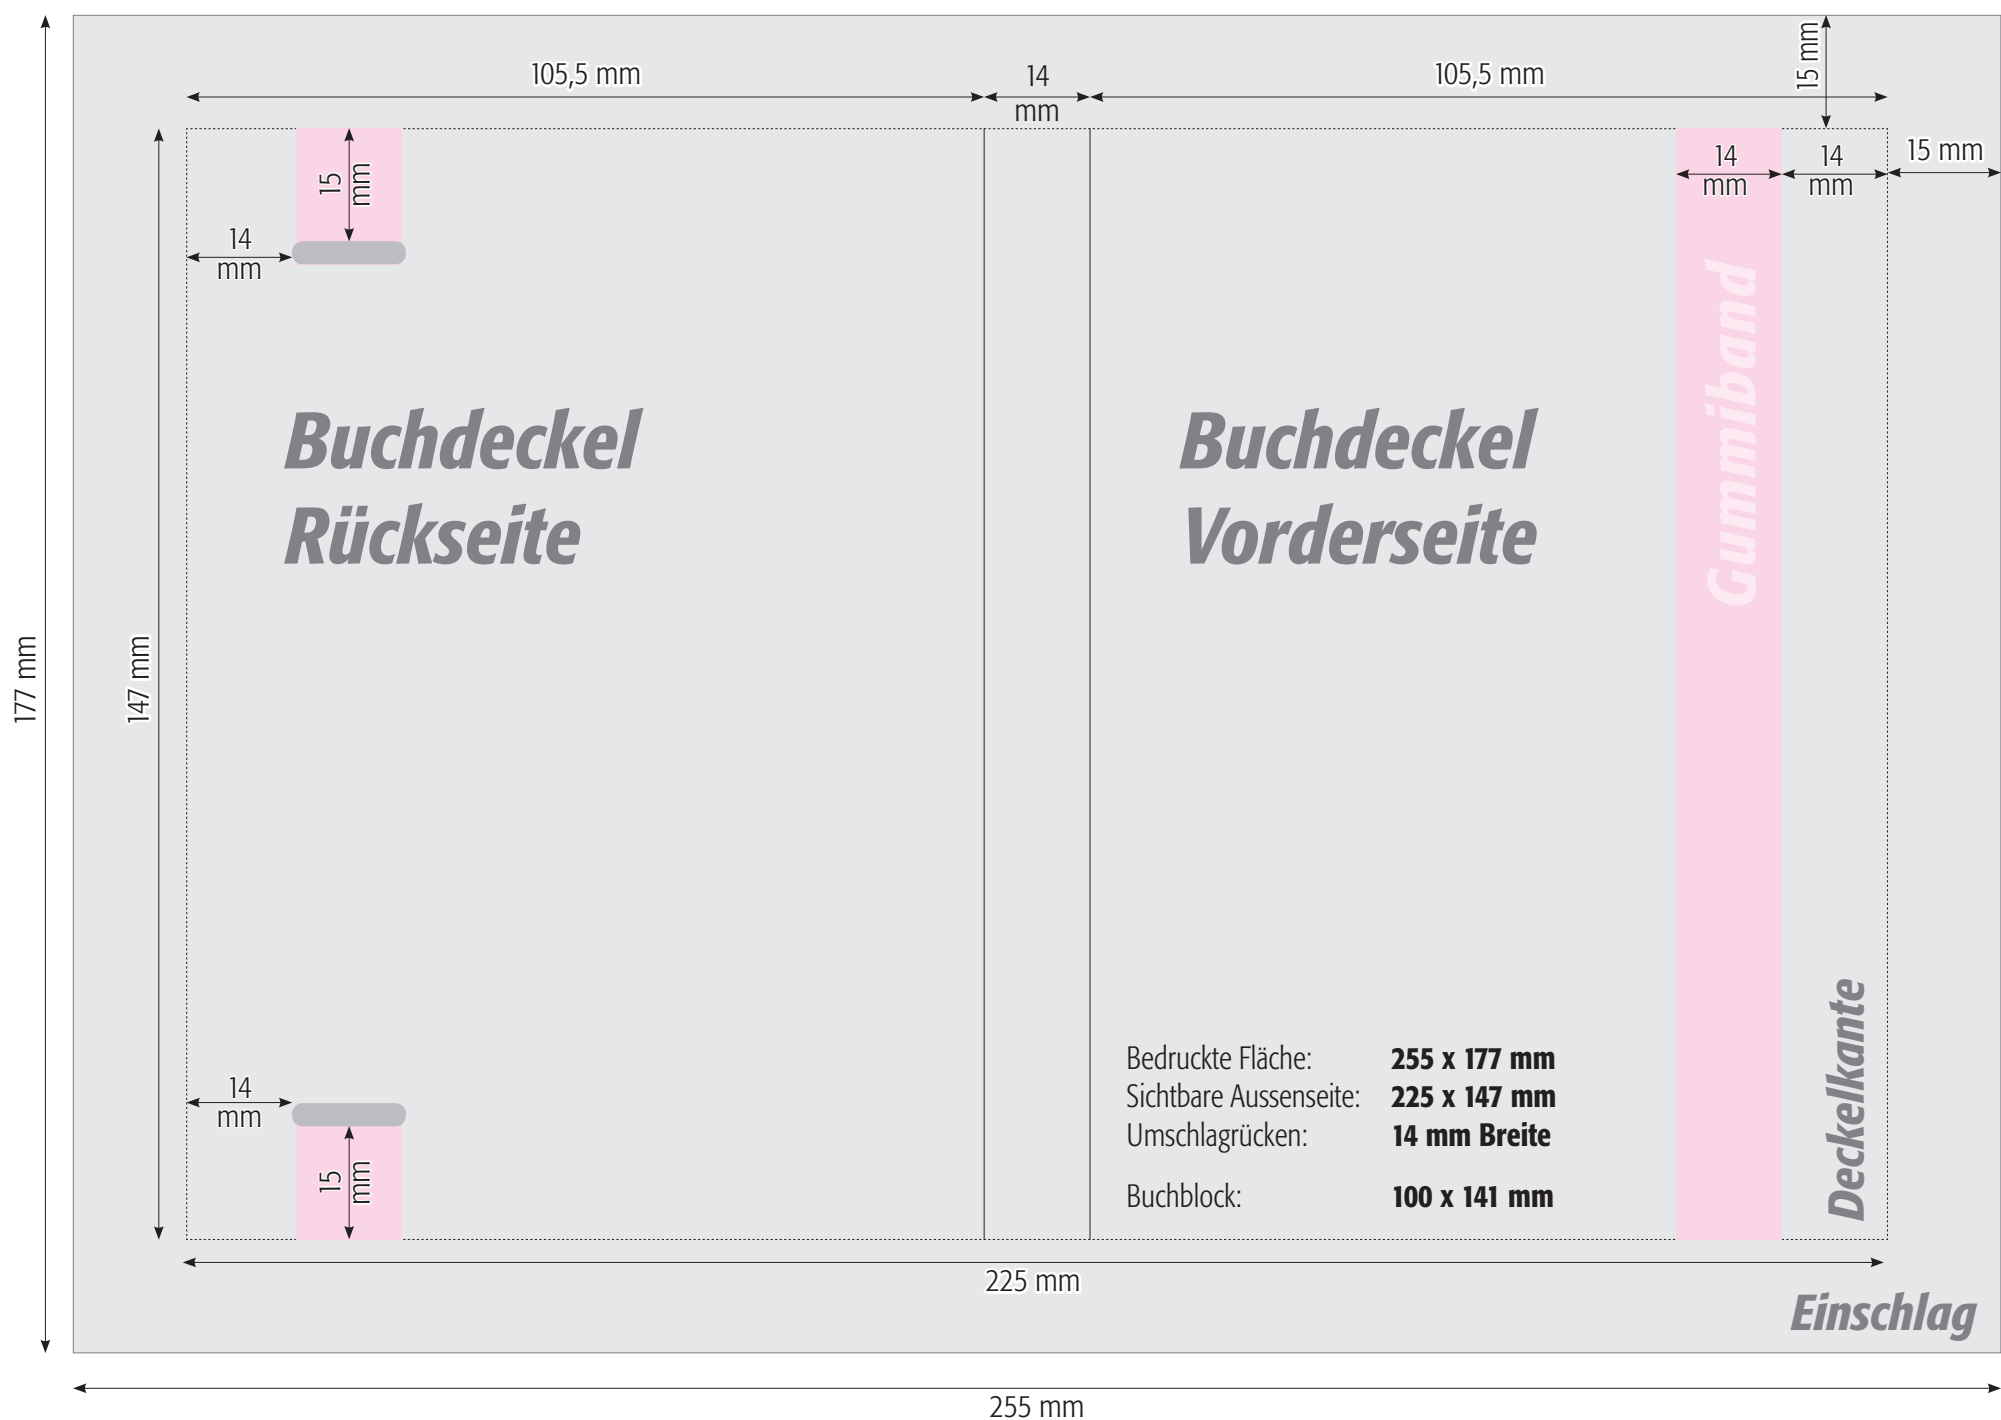 105,5 mm
14
mm
105,5 mm
15 mm
15
mm
14
mm
14
mm
15 mm
14
mm
Gummiband
Buchdeckel
Rückseite
Buchdeckel
Vorderseite
177 mm
147 mm
Bedruckte Fläche: 255 x 177 mm
Sichtbare Aussenseite: 225 x 147 mm
Umschlagrücken: 14 mm Breite
Buchblock: 100 x 141 mm
14
mm
15
mm
Deckelkante
225 mm
Einschlag
255 mm